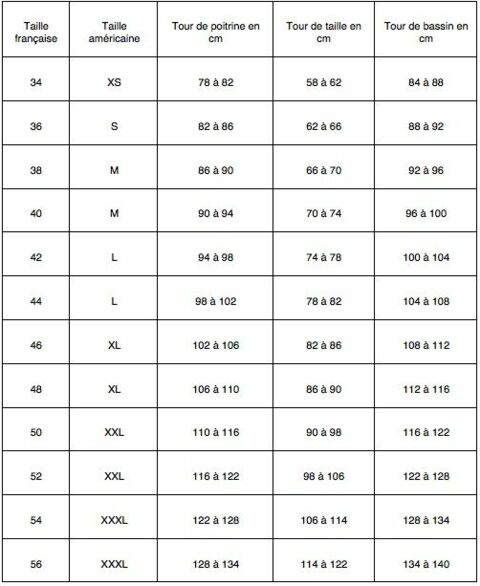 Taille française Taille américaine Tour de poitrine en cm Tour de taille en cm Tour de bassin en cm
34 XS 78 à 82 58 à 62 84 à 88
36 S 82 à 86 62 à 66 88 à 92
38 M 86 à 90 66 à 70 92 à 96
40 M 90 à 94 70 à 74 96 à 100
42 L 94 à 98 74 à 78 100 à 104
44 L 98 à 102 78 à 82 104 à 108
46 XL 102 à 106 82 à 86 108 à 112
48 XL 106 à 110 86 à 90 112 à 116
50 XXL 110 à 116 90 à 98 116 à 122
52 XXL 116 à 122 98 à 106 122 à 128
54 XXXL 122 à 128 106 à 114 128 à 134
56 XXXL 128 à 134 114 à 122 134 à 140